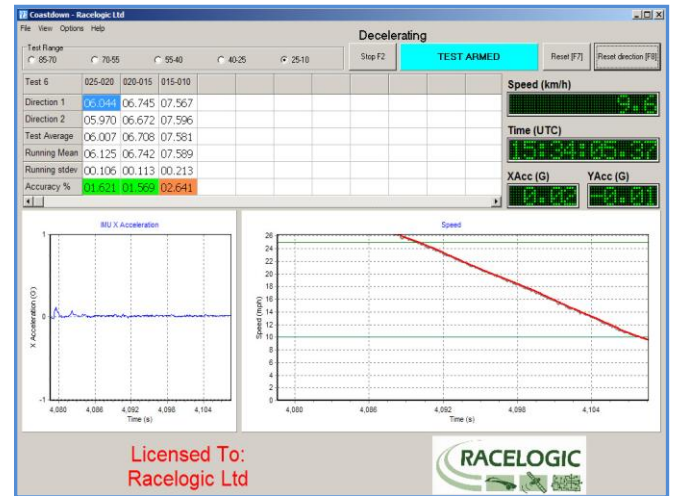 Coastdown - Racelogic Ltd
File View Options Help
Decelerating
Test Range
85-70 70-55 55-40 40-25 25-10
Stop F2 TEST ARMED Reset [F7] Reset direction [F8]
Test 6 025-020 020-015 015-010
Direction 1 06.044 06.745 07.567
Direction 2 05.970 06.672 07.596
Test Average 06.007 06.708 07.581
Running Mean 06.125 06.742 07.589
Running stdev 00.106 00.113 00.213
Accuracy % 01.621 01.569 02.641
Speed (km/h)
9.6
Time (UTC)
15:34:05.37
XAcc (G) YAcc (G)
0.02 -0.01
IMU X Acceleration
X Acceleration (G)
1
0
-1
4,080 4,086 4,092 4,098 4,104
Time (s)
Speed
Speed (mph)
26
24
22
20
18
16
14
12
10
8
6
4
2
0
4,080 4,086 4,092 4,098 4,104
Time (s)
Licensed To:
Racelogic Ltd
RACELOGIC